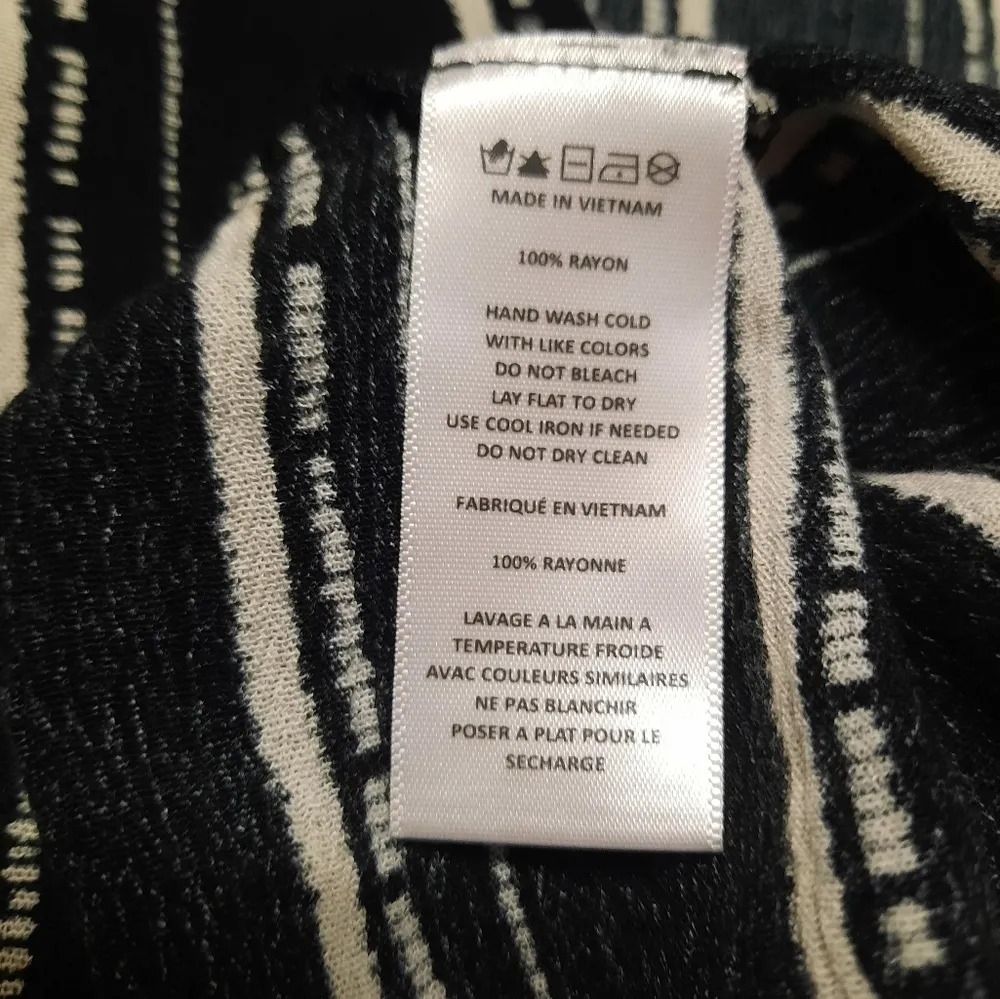 MADE IN VIETNAM
100% RAYON
HAND WASH COLD
WITH LIKE COLORS
DO NOT BLEACH
LAY FLAT TO DRY
USE COOL IRON IF NEEDED
DO NOT DRY CLEAN
FABRIQUÉ EN VIETNAM
100% RAYONNE
LAVAGE A LA MAIN A
TEMPERATURE FROIDE
AVEC COULEURS SIMILAIRES
NE PAS BLANCHIR
POSER A PLAT POUR LE
SECHARGE